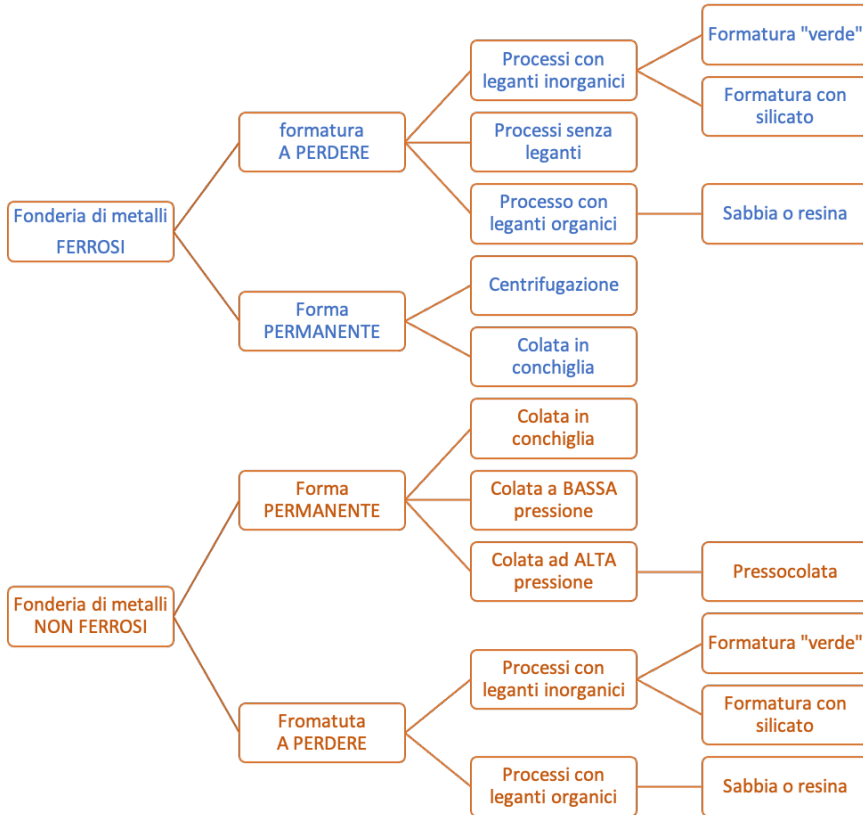 Fonderia di metalli
FERROSI
formatura
A PERDERE
Processi con
leganti inorganici
Formatura "verde"
Formatura con
silicato
Processi senza
leganti
Processo con
leganti organici
Sabbia o resina
Forma
PERMANENTE
Centrifugazione
Colata in
conchiglia
Fonderia di metalli
NON FERROSI
Forma
PERMANENTE
Colata in
conchiglia
Colata a BASSA
pressione
Colata ad ALTA
pressione
Pressocolata
Fromatuta
A PERDERE
Processi con
leganti inorganici
Formatura "verde"
Formatura con
silicato
Processi con
leganti organici
Sabbia o resina